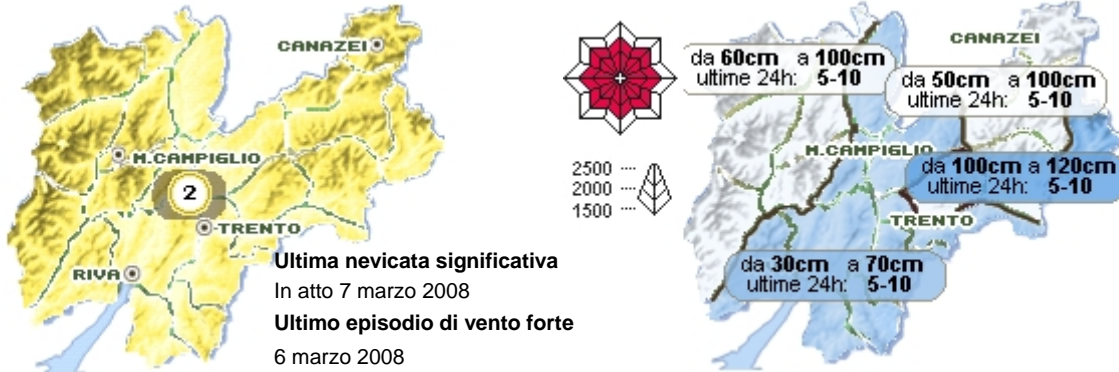 CANAZEI
M.CAMPIGLIO
2
TRENTO
RIVA
Ultima nevicata significativa
In atto 7 marzo 2008
Ultimo episodio di vento forte
6 marzo 2008
2500
2000
1500
CANAZEI
da 60cm a 100cm
ultime 24h: 5-10
da 50cm a 100cm
ultime 24h: 5-10
M.CAMPIGLIO
da 100cm a 120cm
ultime 24h: 5-10
TRENTO
da 30cm a 70cm
ultime 24h: 5-10